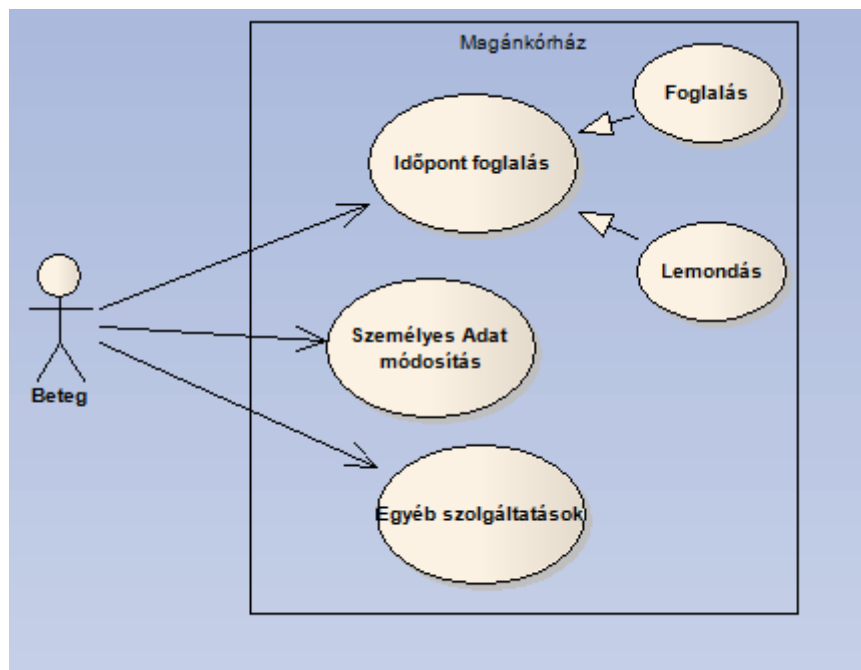 Magánkórház
Foglalás
Időpont foglalás
Lemondás
Személyes Adat
módosítás
Beteg
Egyéb szolgáltatások